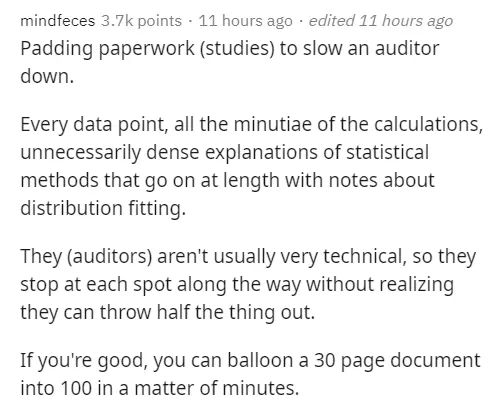 mindfeces 3.7k points · 11 hours ago · edited 11 hours ago
Padding paperwork (studies) to slow an auditor
down.
Every data point, all the minutiae of the calculations,
unnecessarily dense explanations of statistical
methods that go on at length with notes about
distribution fitting.
They (auditors) aren't usually very technical, so they
stop at each spot along the way without realizing
they can throw half the thing out.
If you're good, you can balloon a 30 page document
into 100 in a matter of minutes.